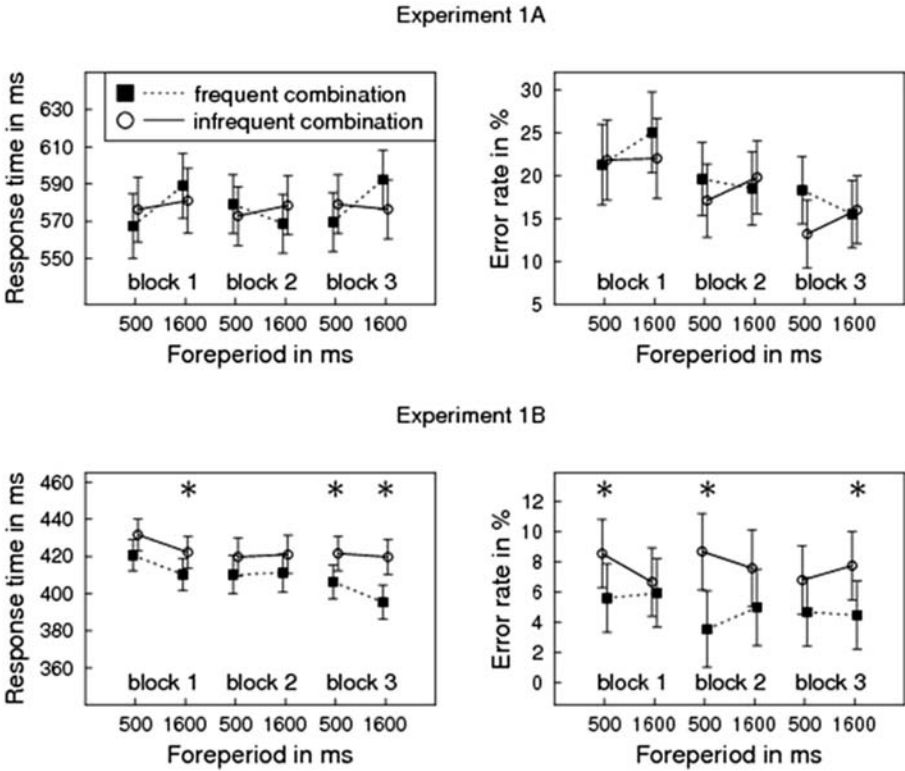 Experiment 1A
Response time in ms
630
610
590
570
550
frequent combination
infrequent combination
block 1 block 2 block 3
500 1600 500 1600 500 1600
Foreperiod in ms
Error rate in %
30
25
20
15
10
5
block 1 block 2 block 3
500 1600 500 1600 500 1600
Foreperiod in ms
Experiment 1B
Response time in ms
460
440
420
400
380
360
* * *
block 1 block 2 block 3
500 1600 500 1600 500 1600
Foreperiod in ms
Error rate in %
12
10
8
6
4
2
0
* * *
block 1 block 2 block 3
500 1600 500 1600 500 1600
Foreperiod in ms